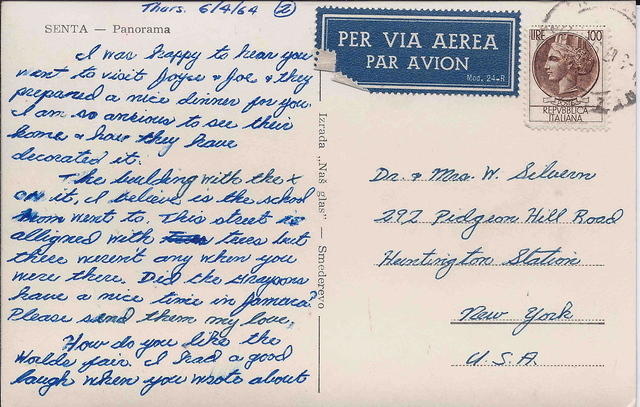 Thurs. 6/4/64 (2)
SENTA — Panorama
I was happy to hear you
went to visit Joyce & Joe & they
prepared a nice dinner for you.
I am so anxious to see their
home & how they have
decorated it.
The building with the x
on it, I believe is the school
Mom went to. This street is
alligned with trees but
there weren't any when you
were there. Did the Graysons
have a nice time in Jamaica?
Please send them my love.
How do you like the
Worlds fair. I had a good
laugh when you wrote about
Izrada „Naš glas" — Smederevo
PER VIA AEREA
PAR AVION
Mod. 24-R
LIRE 100
REPVBBLICA
ITALIANA
Dr. & Mrs. W. Silvern
292 Pidgeon Hill Road
Huntington Station
New York
U.S.A.